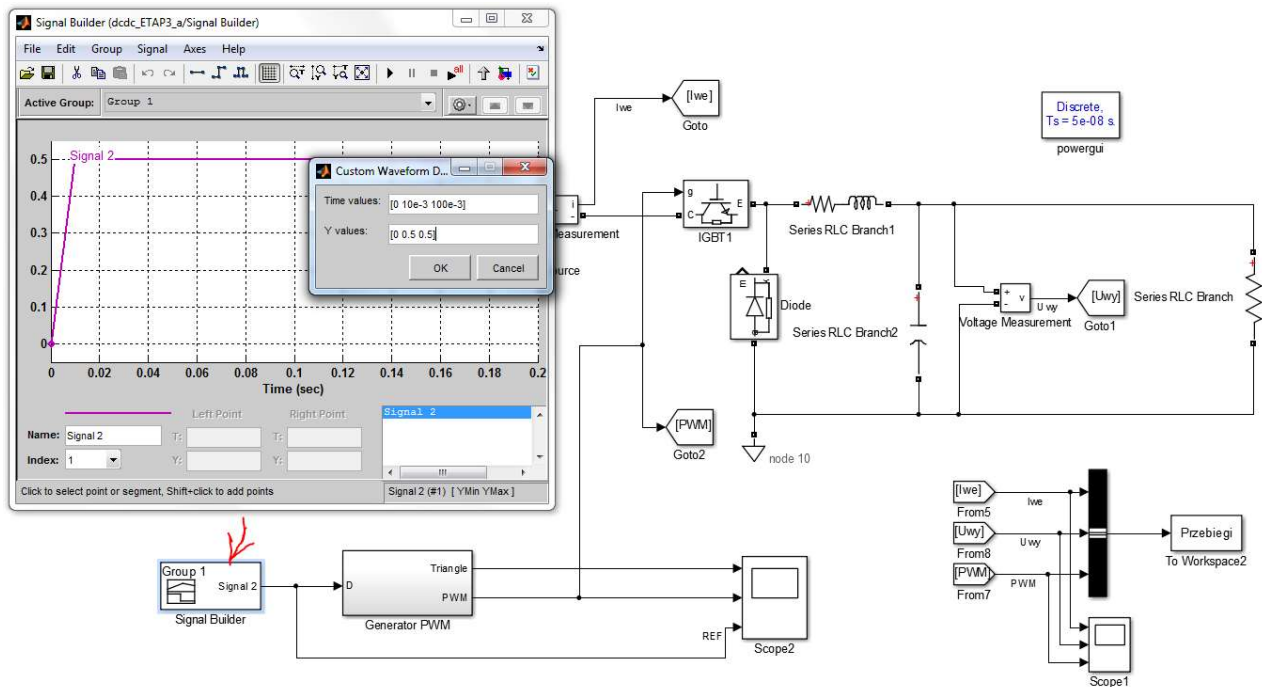 Signal Builder (dcdc_ETAP3_a/Signal Builder)
File Edit Group Signal Axes Help
all
Active Group: Group 1
Signal 2
0.5
0.4
0.3
0.2
0.1
0
0 0.02 0.04 0.06 0.08 0.1 0.12 0.14 0.16 0.18 0.2
Time (sec)
Left Point Right Point
Name: Signal 2 T: T:
Index: 1 Y: Y:
Signal 2
Click to select point or segment, Shift+click to add points
Signal 2 (#1) [ YMin YMax ]
Custom Waveform D...
Time values: [0 10e-3 100e-3]
Y values: [0 0.5 0.5]
OK Cancel
i
-
easurement
ource
Iwe
[Iwe]
Goto
Discrete,
Ts = 5e-08 s.
powergui
g
C
E
IGBT1
+
Series RLC Branch1
m
Diode
+
Series RLC Branch2
+
-
v
Voltage Measurement
Uwy
[Uwy]
Goto1
+
Series RLC Branch
[PWM]
Goto2
node 10
Group 1
Signal 2
Signal Builder
D
Triangle
PWM
Generator PWM
REF
Scope2
[Iwe]
From5
Iwe
[Uwy]
From8
Uwy
[PWM]
From7
PWM
Przebiegi
To Workspace2
Scope1